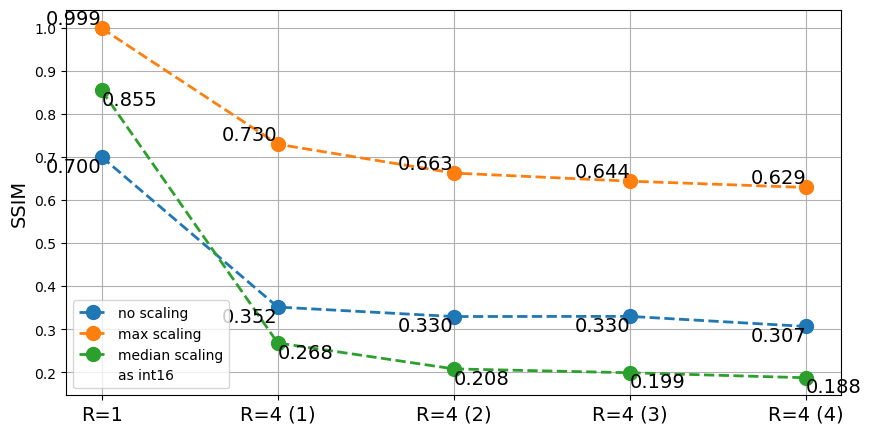 0.999
1.0
0.9
0.855
0.8
0.730
0.7
0.700
0.663
0.644
0.629
0.6
SSIM
0.5
0.4
0.352
0.330
0.330
0.307
0.3
0.268
0.208
0.199
0.188
0.2
no scaling
max scaling
median scaling
as int16
R=1
R=4 (1)
R=4 (2)
R=4 (3)
R=4 (4)